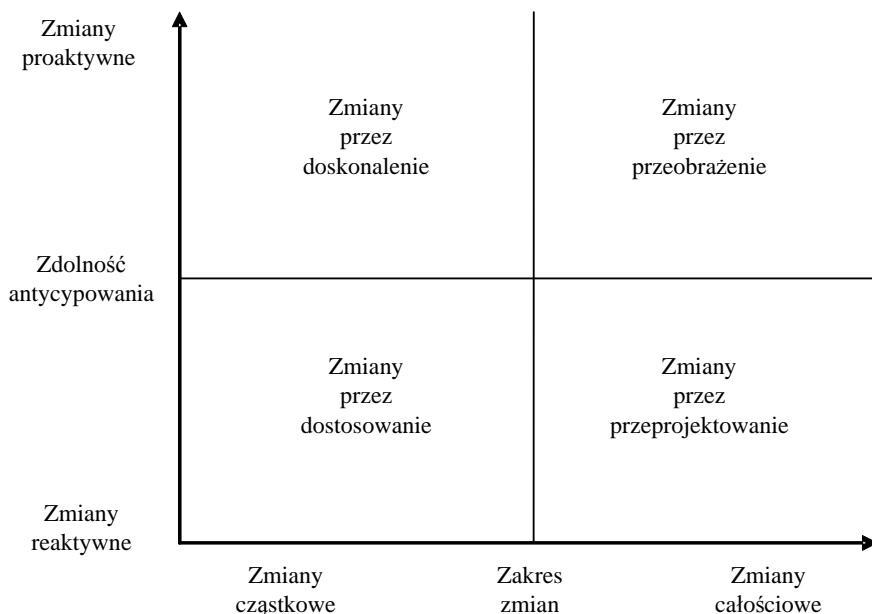 Zmiany
proaktywne
Zmiany
przez
doskonalenie
Zmiany
przez
przeobrażenie
Zdolność
antycypowania
Zmiany
przez
dostosowanie
Zmiany
przez
przeprojektowanie
Zmiany
reaktywne
Zmiany
cząstkowe
Zakres
zmian
Zmiany
całościowe